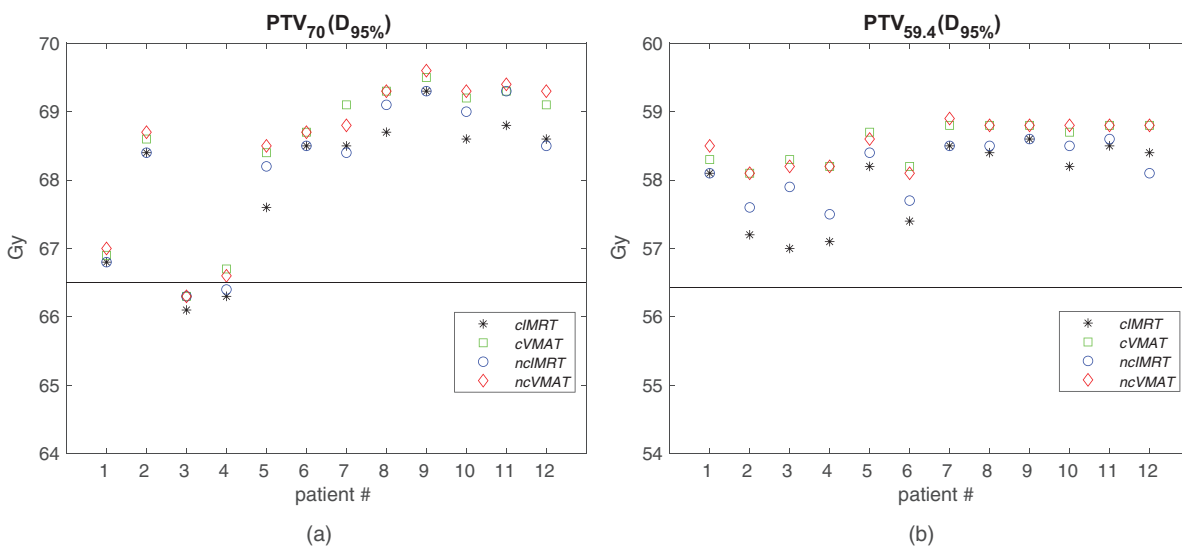 PTV70(D95%)
70
69
68
67
66
65
64
Gy
cIMRT
cVMAT
ncIMRT
ncVMAT
1 2 3 4 5 6 7 8 9 10 11 12
patient #
(a)
PTV59.4(D95%)
60
59
58
57
56
55
54
Gy
cIMRT
cVMAT
ncIMRT
ncVMAT
1 2 3 4 5 6 7 8 9 10 11 12
patient #
(b)